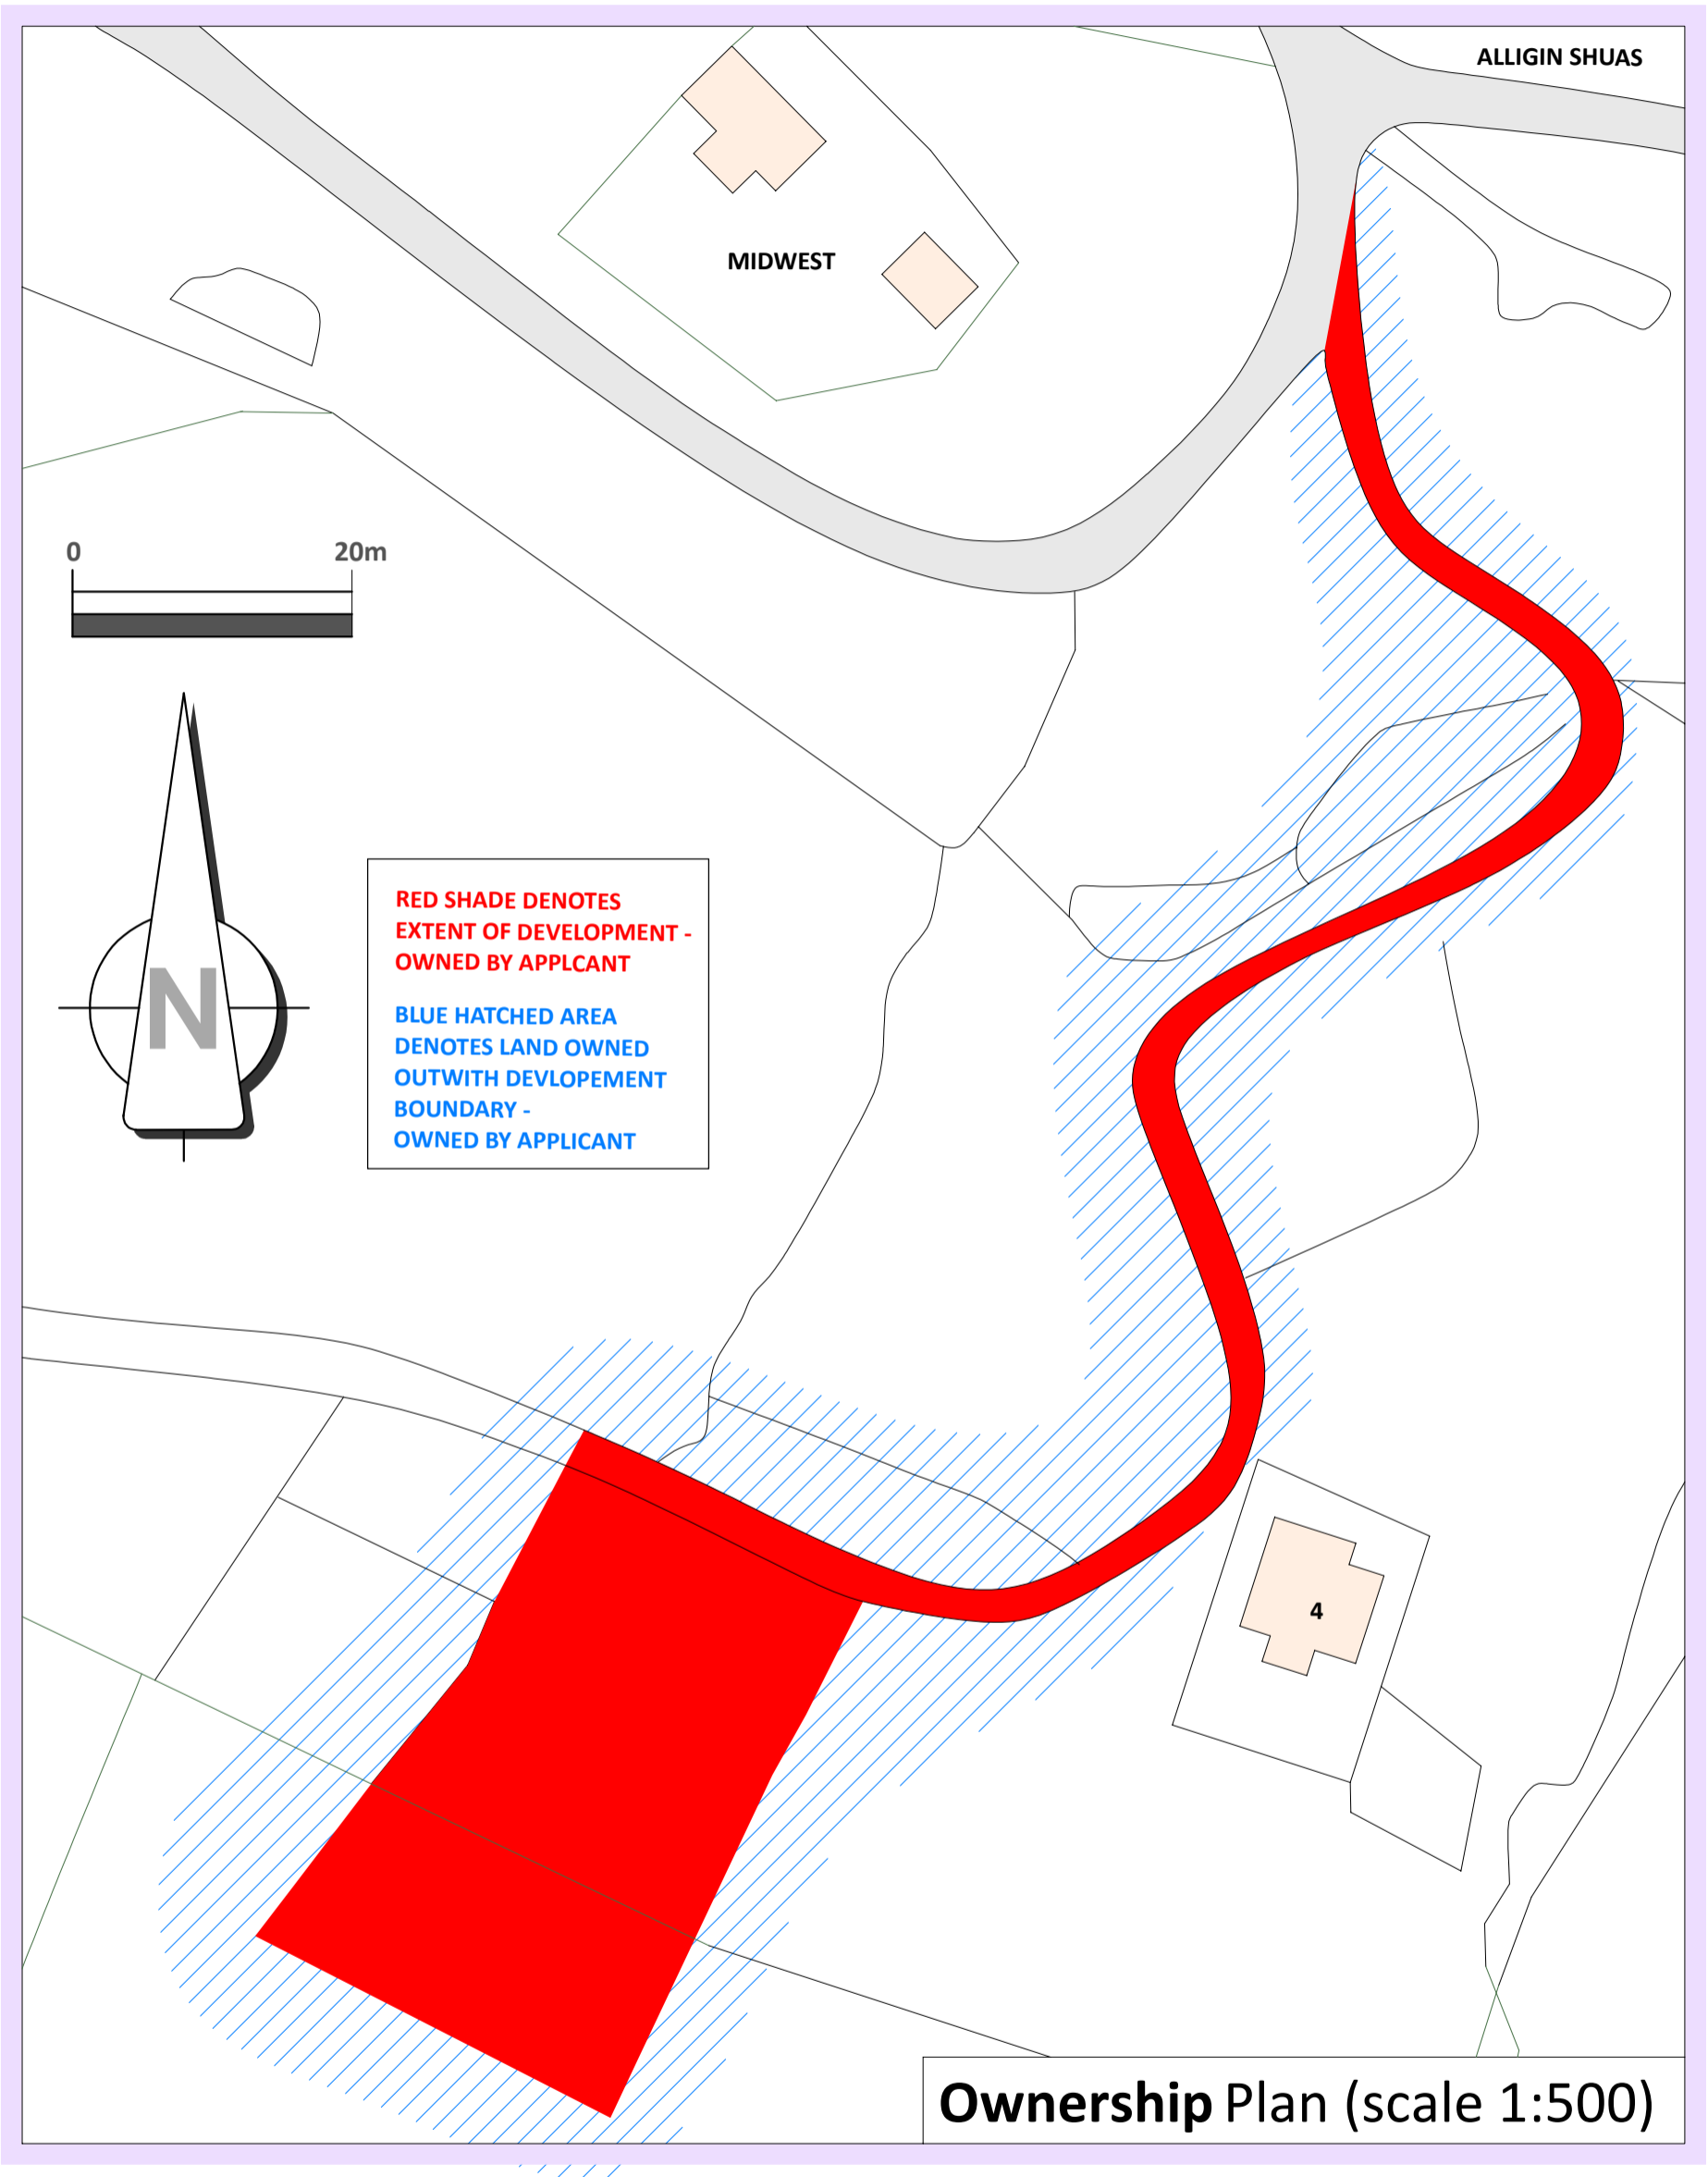 ALLIGIN SHUAS
MIDWEST
0 20m
N
RED SHADE DENOTES
EXTENT OF DEVELOPMENT -
OWNED BY APPLCANT
BLUE HATCHED AREA
DENOTES LAND OWNED
OUTWITH DEVLOPEMENT
BOUNDARY -
OWNED BY APPLICANT
4
Ownership Plan (scale 1:500)